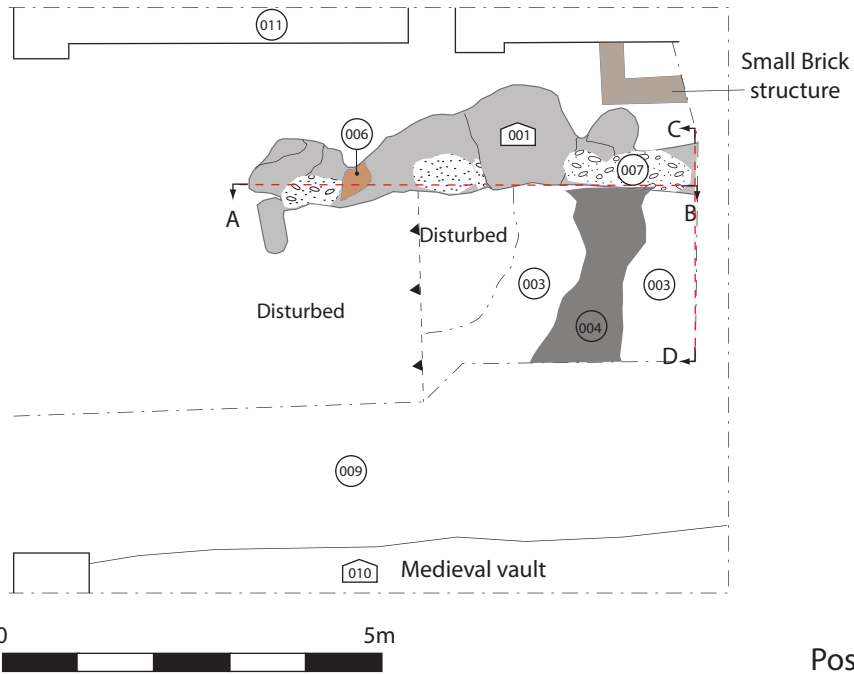 011
Small Brick
structure
006
001
C
007
A
B
Disturbed
003
003
Disturbed
004
D
009
010
Medieval vault
0
5m
Pos